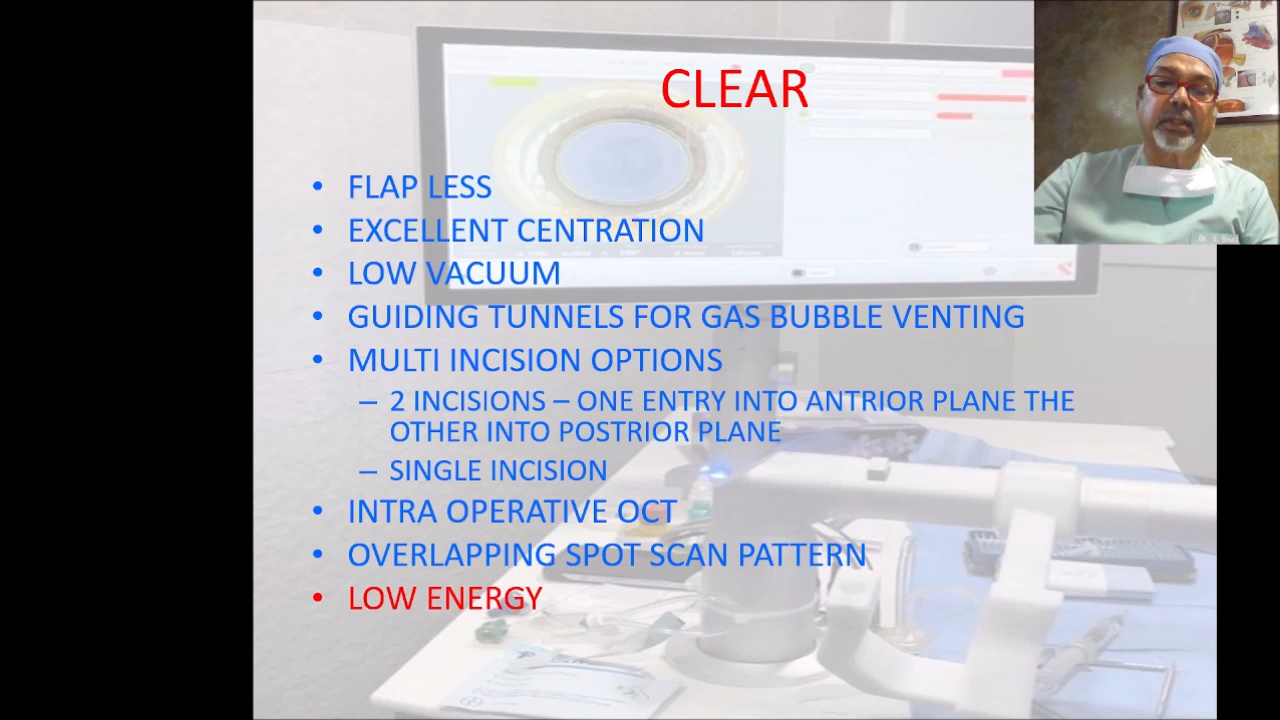 CLEAR
• FLAP LESS
• EXCELLENT CENTRATION
• LOW VACUUM
• GUIDING TUNNELS FOR GAS BUBBLE VENTING
• MULTI INCISION OPTIONS
– 2 INCISIONS – ONE ENTRY INTO ANTRIOR PLANE THE
OTHER INTO POSTRIOR PLANE
– SINGLE INCISION
• INTRA OPERATIVE OCT
• OVERLAPPING SPOT SCAN PATTERN
• LOW ENERGY